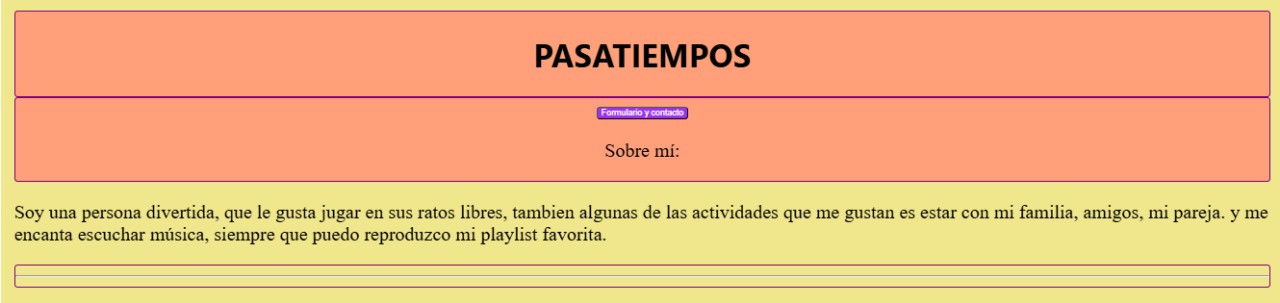 PASATIEMPOS
Formulario y contacto
Sobre mí:
Soy una persona divertida, que le gusta jugar en sus ratos libres, tambien algunas de las actividades que me gustan es estar con mi familia, amigos, mi pareja. y me
encanta escuchar música, siempre que puedo reproduzco mi playlist favorita.